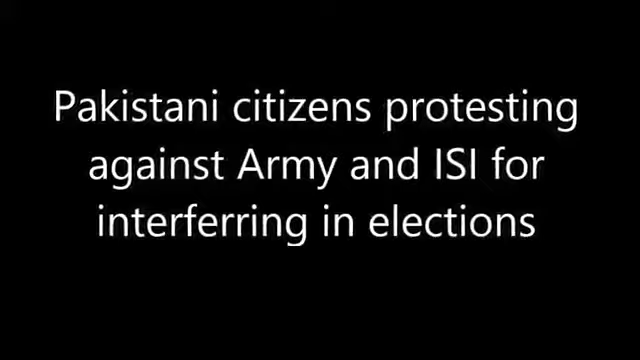 Pakistani citizens protesting
against Army and ISI for
interferring in elections